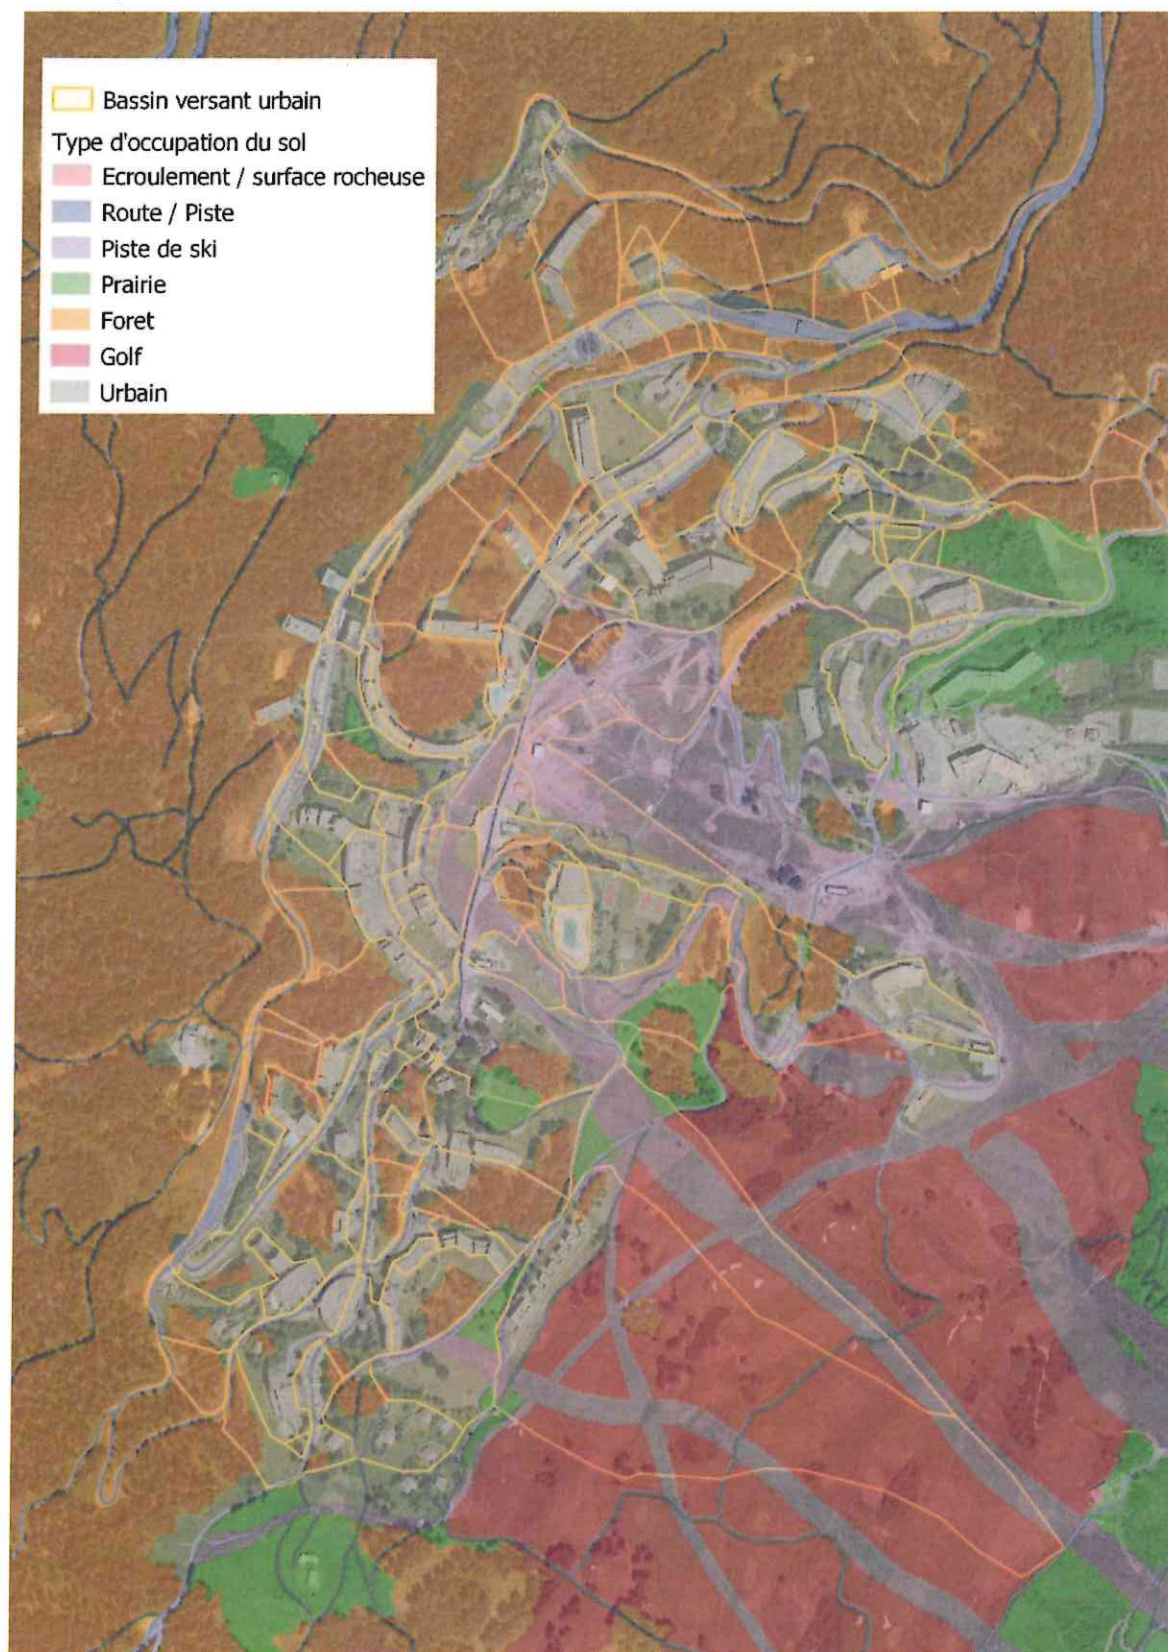 Bassin versant urbain
Type d'occupation du sol
Ecroulement / surface rocheuse
Route / Piste
Piste de ski
Prairie
Foret
Golf
Urbain